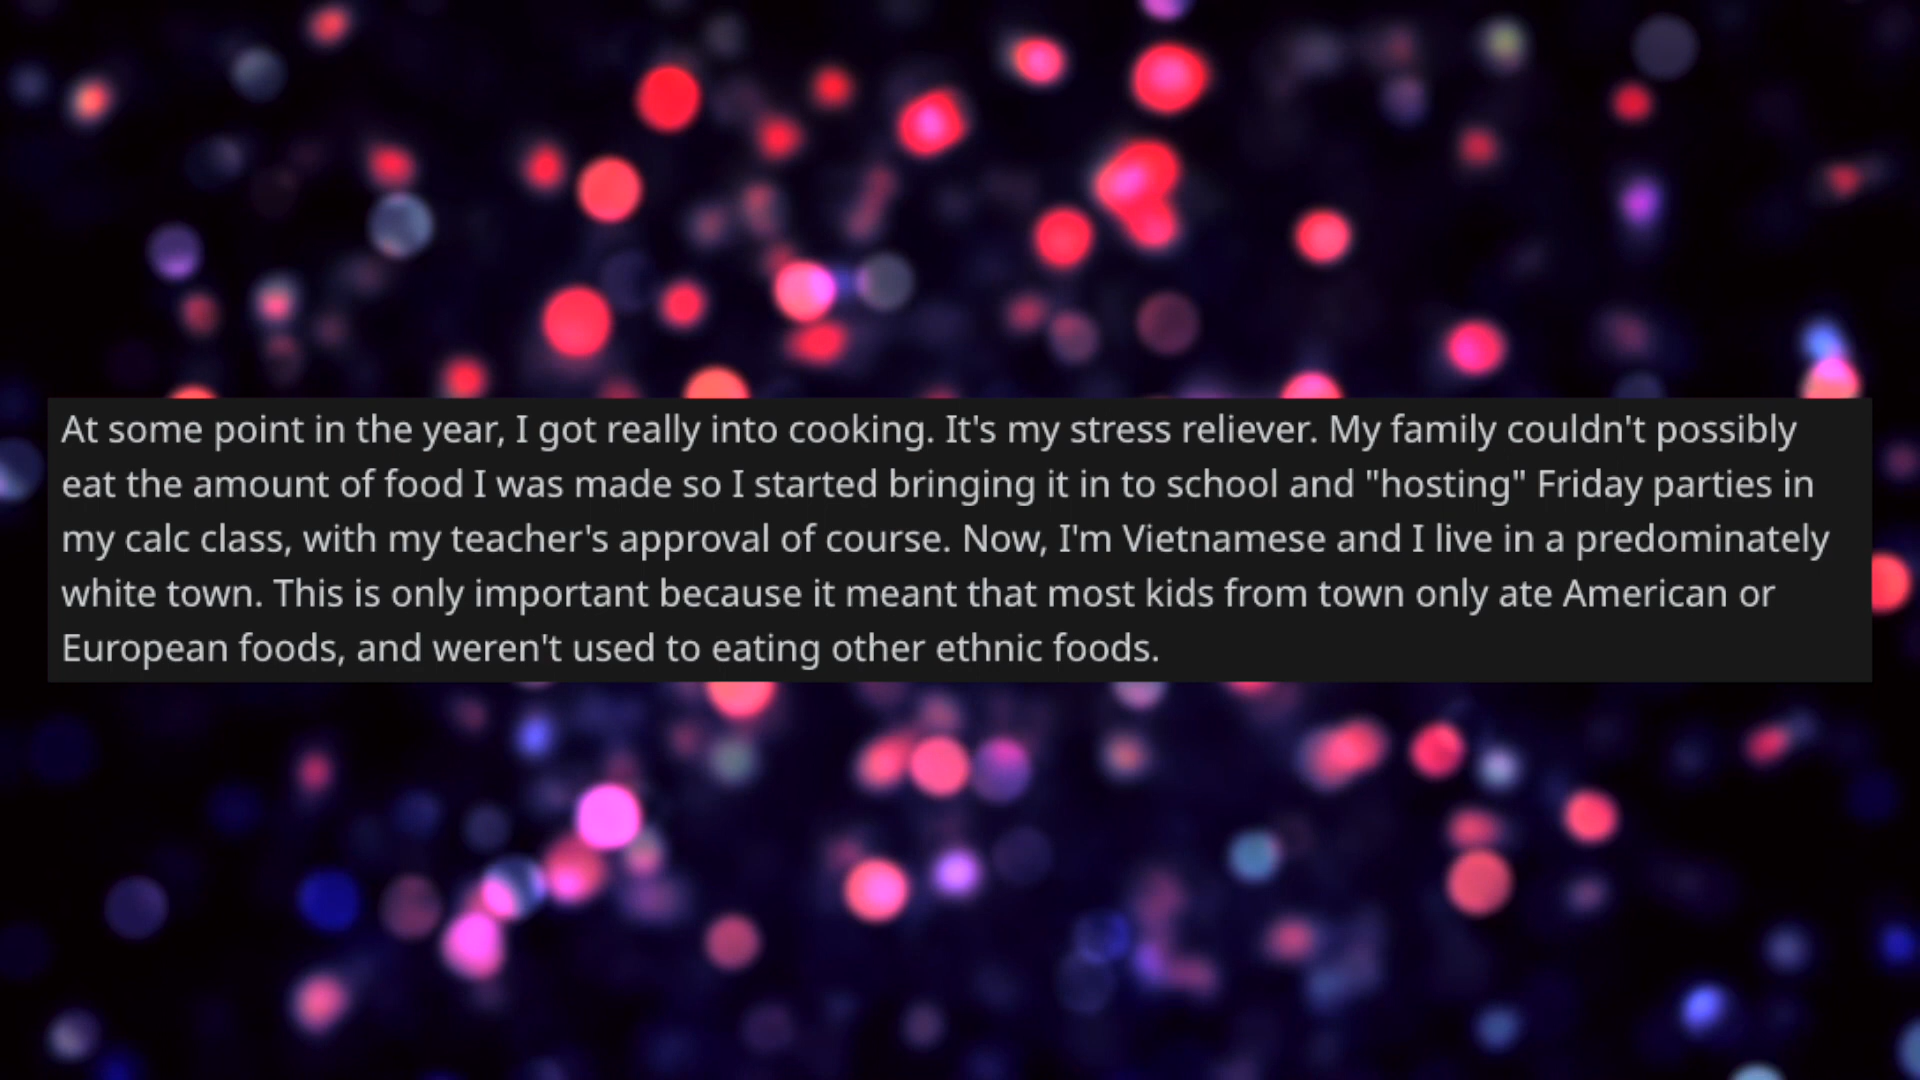 At some point in the year, I got really into cooking. It's my stress reliever. My family couldn't possibly
eat the amount of food I was made so I started bringing it in to school and "hosting" Friday parties in
my calc class, with my teacher's approval of course. Now, I'm Vietnamese and I live in a predominately
white town. This is only important because it meant that most kids from town only ate American or
European foods, and weren't used to eating other ethnic foods.